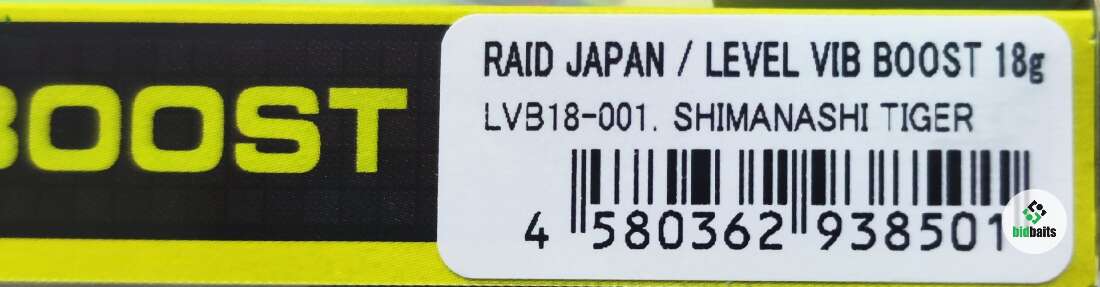 BOOST
RAID JAPAN / LEVEL VIB BOOST 18g
LVB18-001. SHIMANASHI TIGER
4 580362 938501
bidbaits